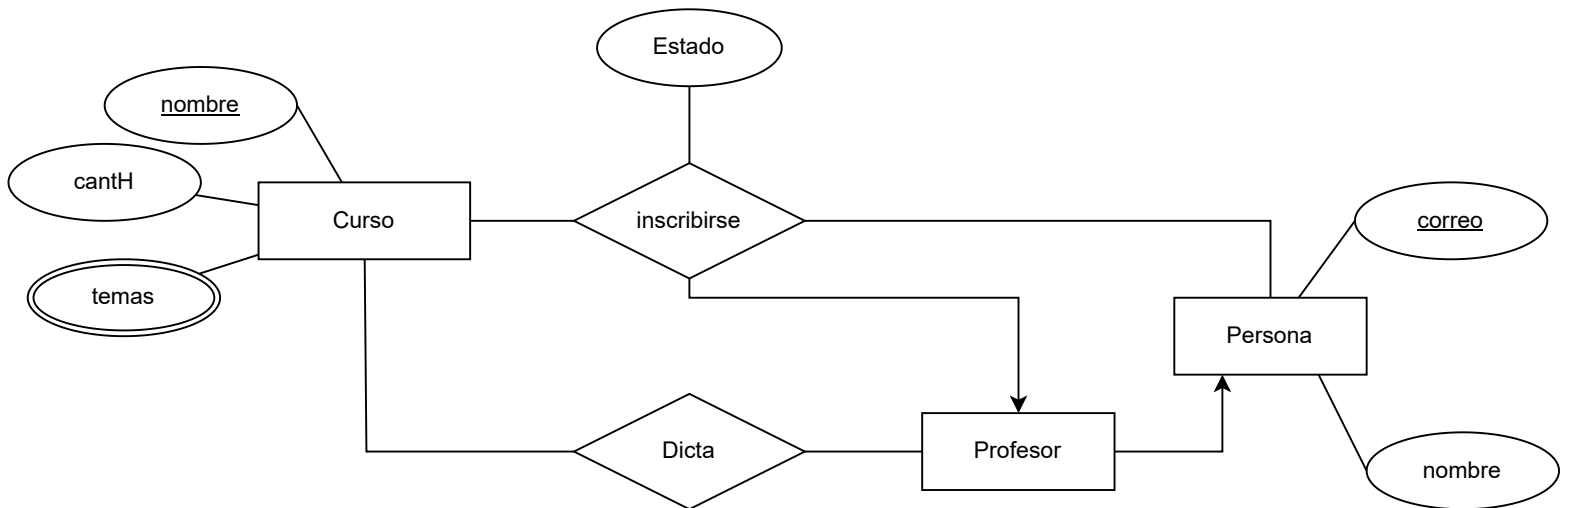 Estado
nombre
cantH
Curso
inscribirse
correo
temas
Persona
Dicta
Profesor
nombre